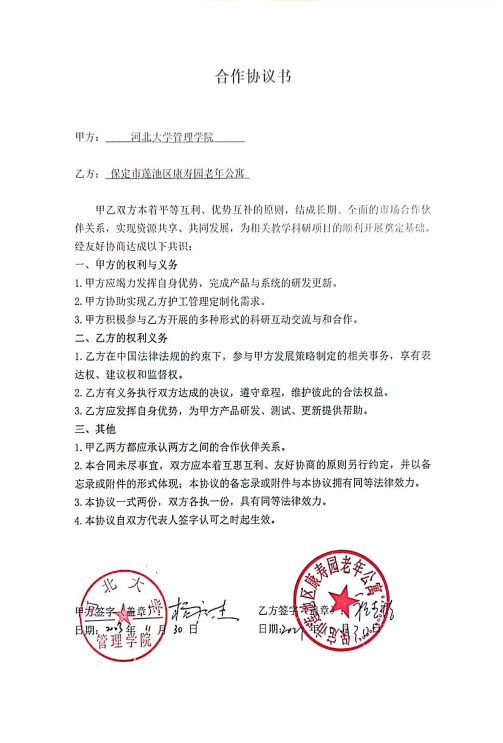 合作协议书
甲方： 河北大学管理学院
乙方： 保定市莲池区康寿园老年公寓
甲乙双方本着平等互利、优势互补的原则，结成长期、全面的市场合作伙
伴关系，实现资源共享、共同发展，为相关教学科研项目的顺利开展奠定基础。
经友好协商达成以下共识：
一、甲方的权利与义务
1.甲方应竭力发挥自身优势，完成产品与系统的研发更新。
2.甲方协助实现乙方护工管理定制化需求。
3.甲方积极参与乙方开展的多种形式的科研互动交流与和合作。
二、乙方的权利义务
1.乙方在中国法律法规的约束下，参与甲方发展策略制定的相关事务，享有表
达权、建议权和监督权。
2.乙方有义务执行双方达成的决议，遵守章程，维护彼此的合法权益。
3.乙方应发挥自身优势，为甲方产品研发、测试、更新提供帮助。
三、其他
1.甲乙两方都应承认两方之间的合作伙伴关系。
2.本合同未尽事宜，双方应本着互惠互利、友好协商的原则另行约定，并以备
忘录或附件的形式体现；本协议的备忘录或附件与本协议拥有同等法律效力。
3.本协议一式两份，双方各执一份，具有同等法律效力。
4.本协议自双方代表人签字认可之时起生效。
河北大学
管理学院
保定市莲池区康寿园老年公寓
甲方签字（盖章）： 乙方签字（盖章）：
日期： 年 11 月 30 日 日期： 月 日